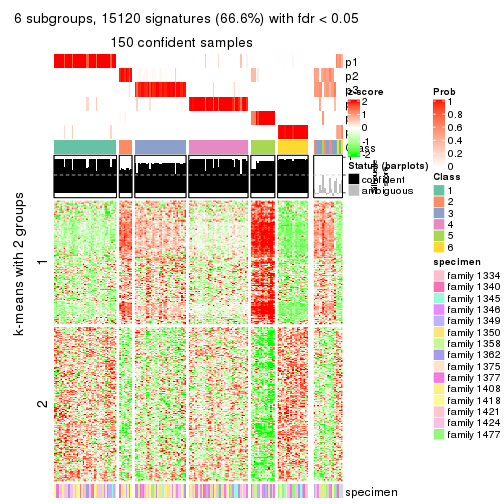 6 subgroups, 15120 signatures (66.6%) with fdr < 0.05
150 confident samples
p1
p2
p3
p
p
p
Class
k-means with 2 groups
1
2
z-score
2
1
0
-1
-2
Status (barplots)
confident
ambiguous
Prob
1
0.8
0.6
0.4
0.2
0
Class
1
2
3
4
5
6
specimen
family 1334
family 1340
family 1345
family 1346
family 1349
family 1350
family 1358
family 1362
family 1375
family 1377
family 1408
family 1418
family 1421
family 1424
family 1477
specimen